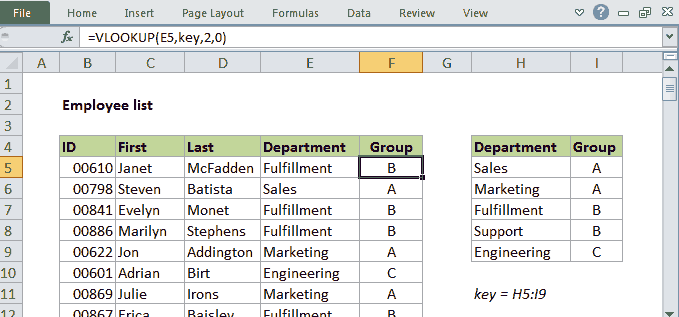 File Home Insert Page Layout Formulas Data Review View
fx =VLOOKUP(E5,key,2,0)
A B C D E F G H I
1
2 Employee list
3
4 ID First Last Department Group Department Group
5 00610 Janet McFadden Fulfillment B Sales A
6 00798 Steven Batista Sales A Marketing A
7 00841 Evelyn Monet Fulfillment B Fulfillment B
8 00886 Marilyn Stephens Fulfillment B Support B
9 00622 Jon Addington Marketing A Engineering C
10 00601 Adrian Birt Engineering C
11 00869 Julie Irons Marketing A key = H5:I9
12 00867 Erica Baisley Fulfillment B